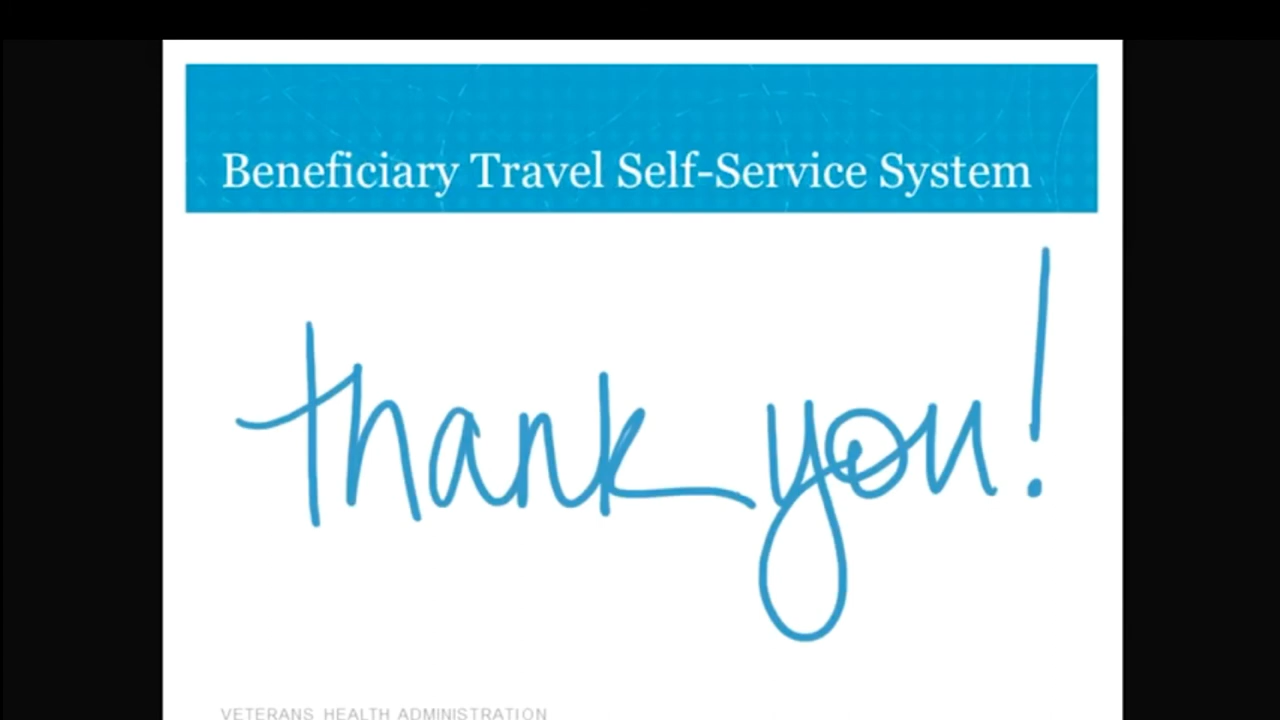 Beneficiary Travel Self-Service System
thank you!
VETERANS HEALTH ADMINISTRATION